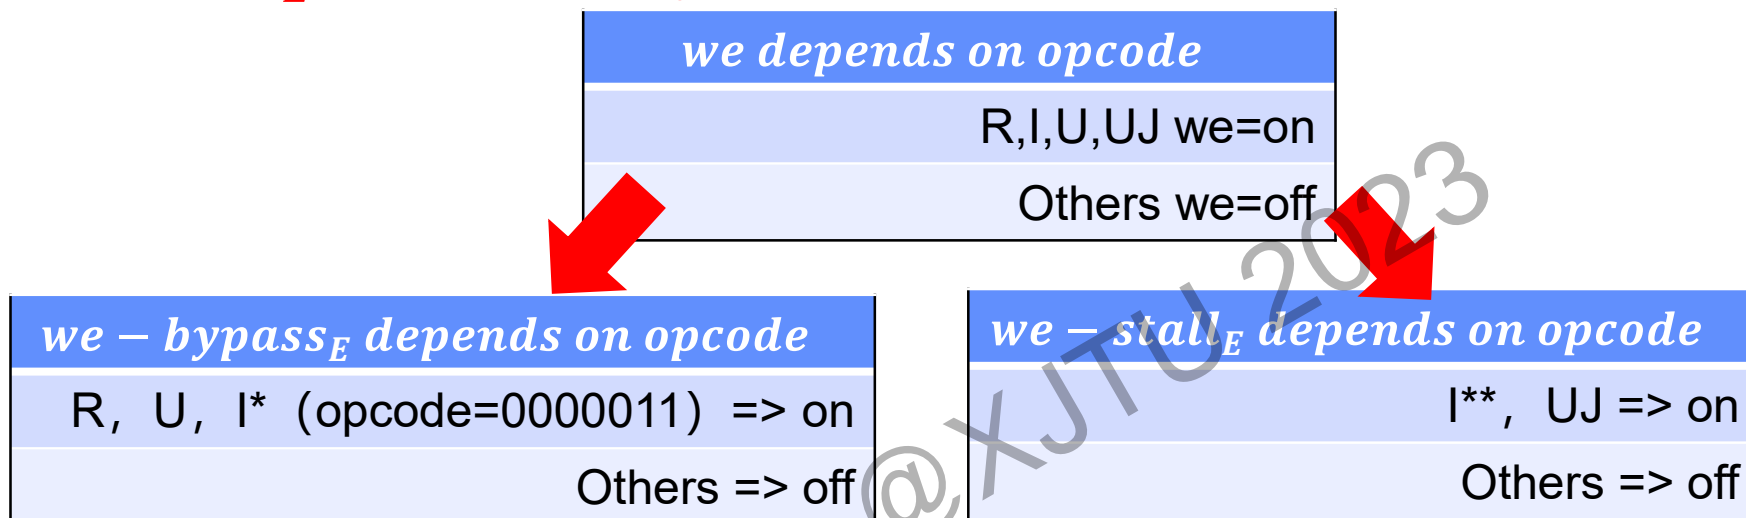 we depends on opcode
R,I,U,UJ we=on
Others we=off
we − bypass_E depends on opcode
R, U, I* (opcode=0000011) => on
Others => off
we − stall_E depends on opcode
I**, UJ => on
Others => off
@XJTU 2023